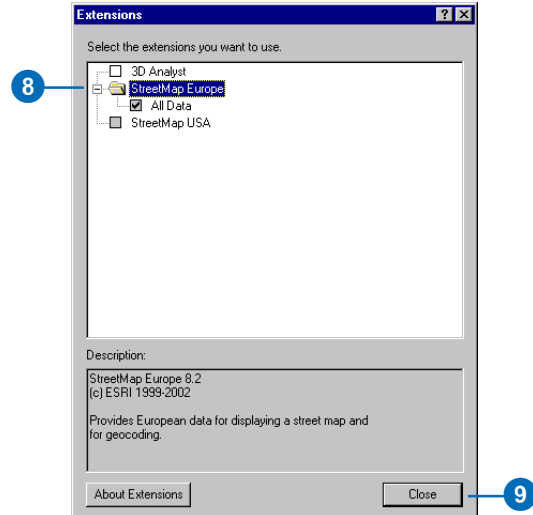 Extensions
Select the extensions you want to use.
3D Analyst
8
StreetMap Europe
All Data
StreetMap USA
Description:
StreetMap Europe 8.2
(c) ESRI 1999-2002
Provides European data for displaying a street map and
for geocoding.
About Extensions
Close
9